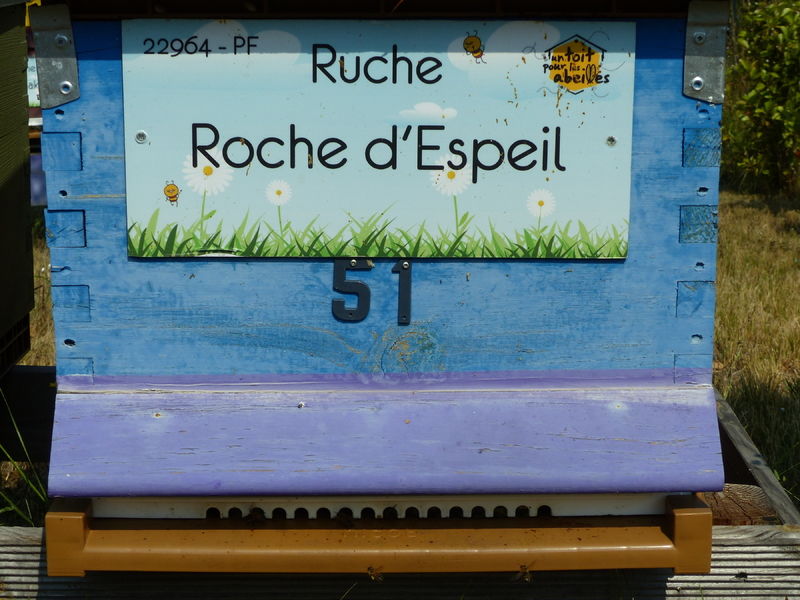 22964 - PF
Ruche
Un toit
pour les
abeilles
Roche d'Espeil
51